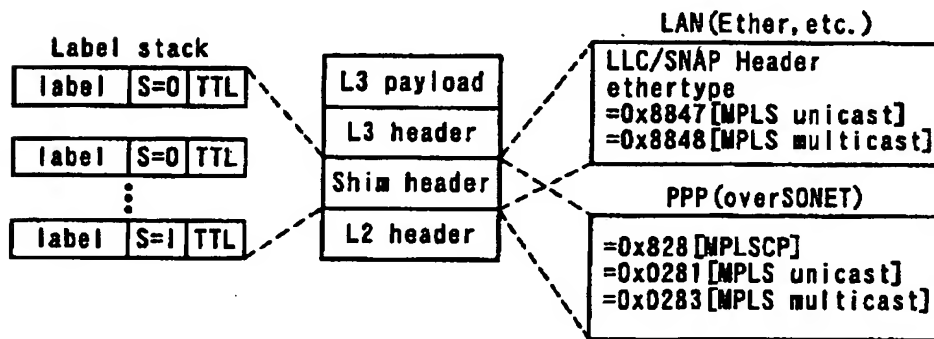 Label stack
label S=0 TTL
label S=0 TTL
label S=1 TTL
L3 payload
L3 header
Shim header
L2 header
LAN(Ether, etc.)
LLC/SNAP Header
ethertype
=0x8847[MPLS unicast]
=0x8848[MPLS multicast]
PPP(overSONET)
=0x828[MPLSCP]
=0x0281[MPLS unicast]
=0x0283[MPLS multicast]